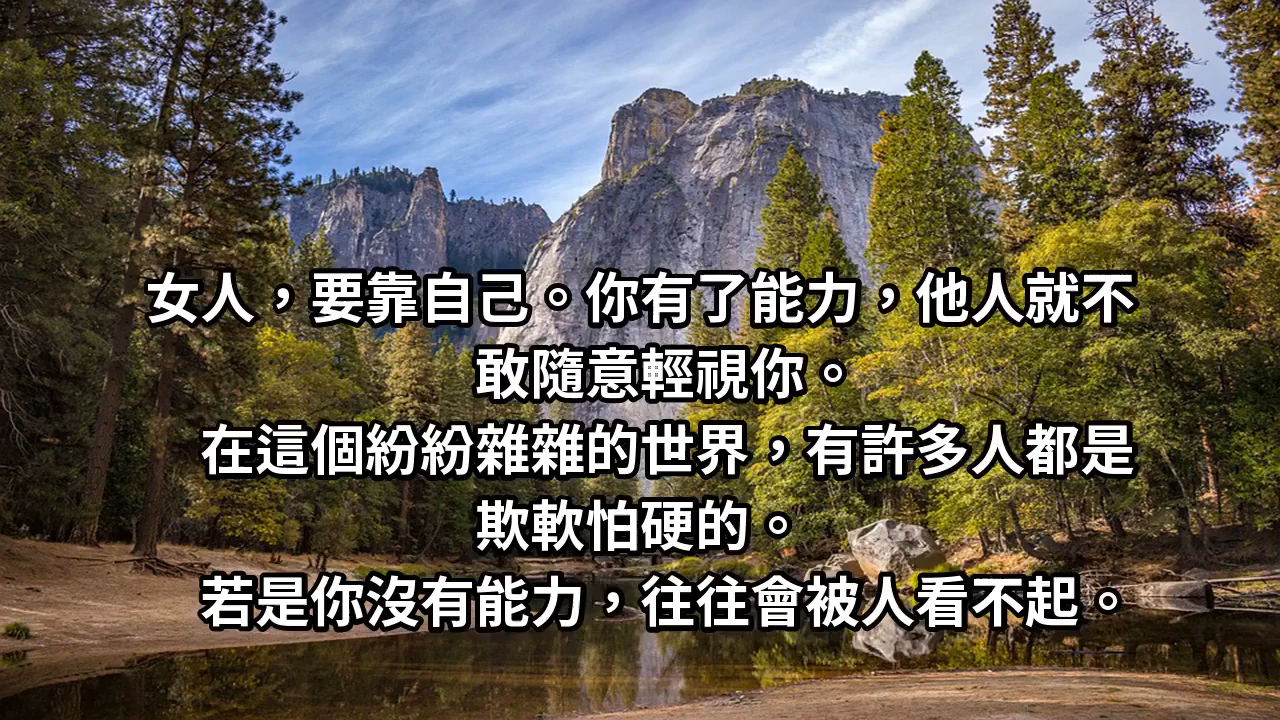 女人，要靠自己。你有了能力，他人就不
敢隨意輕視你。
在這個紛紛雜雜的世界，有許多人都是
欺軟怕硬的。
若是你沒有能力，往往會被人看不起。